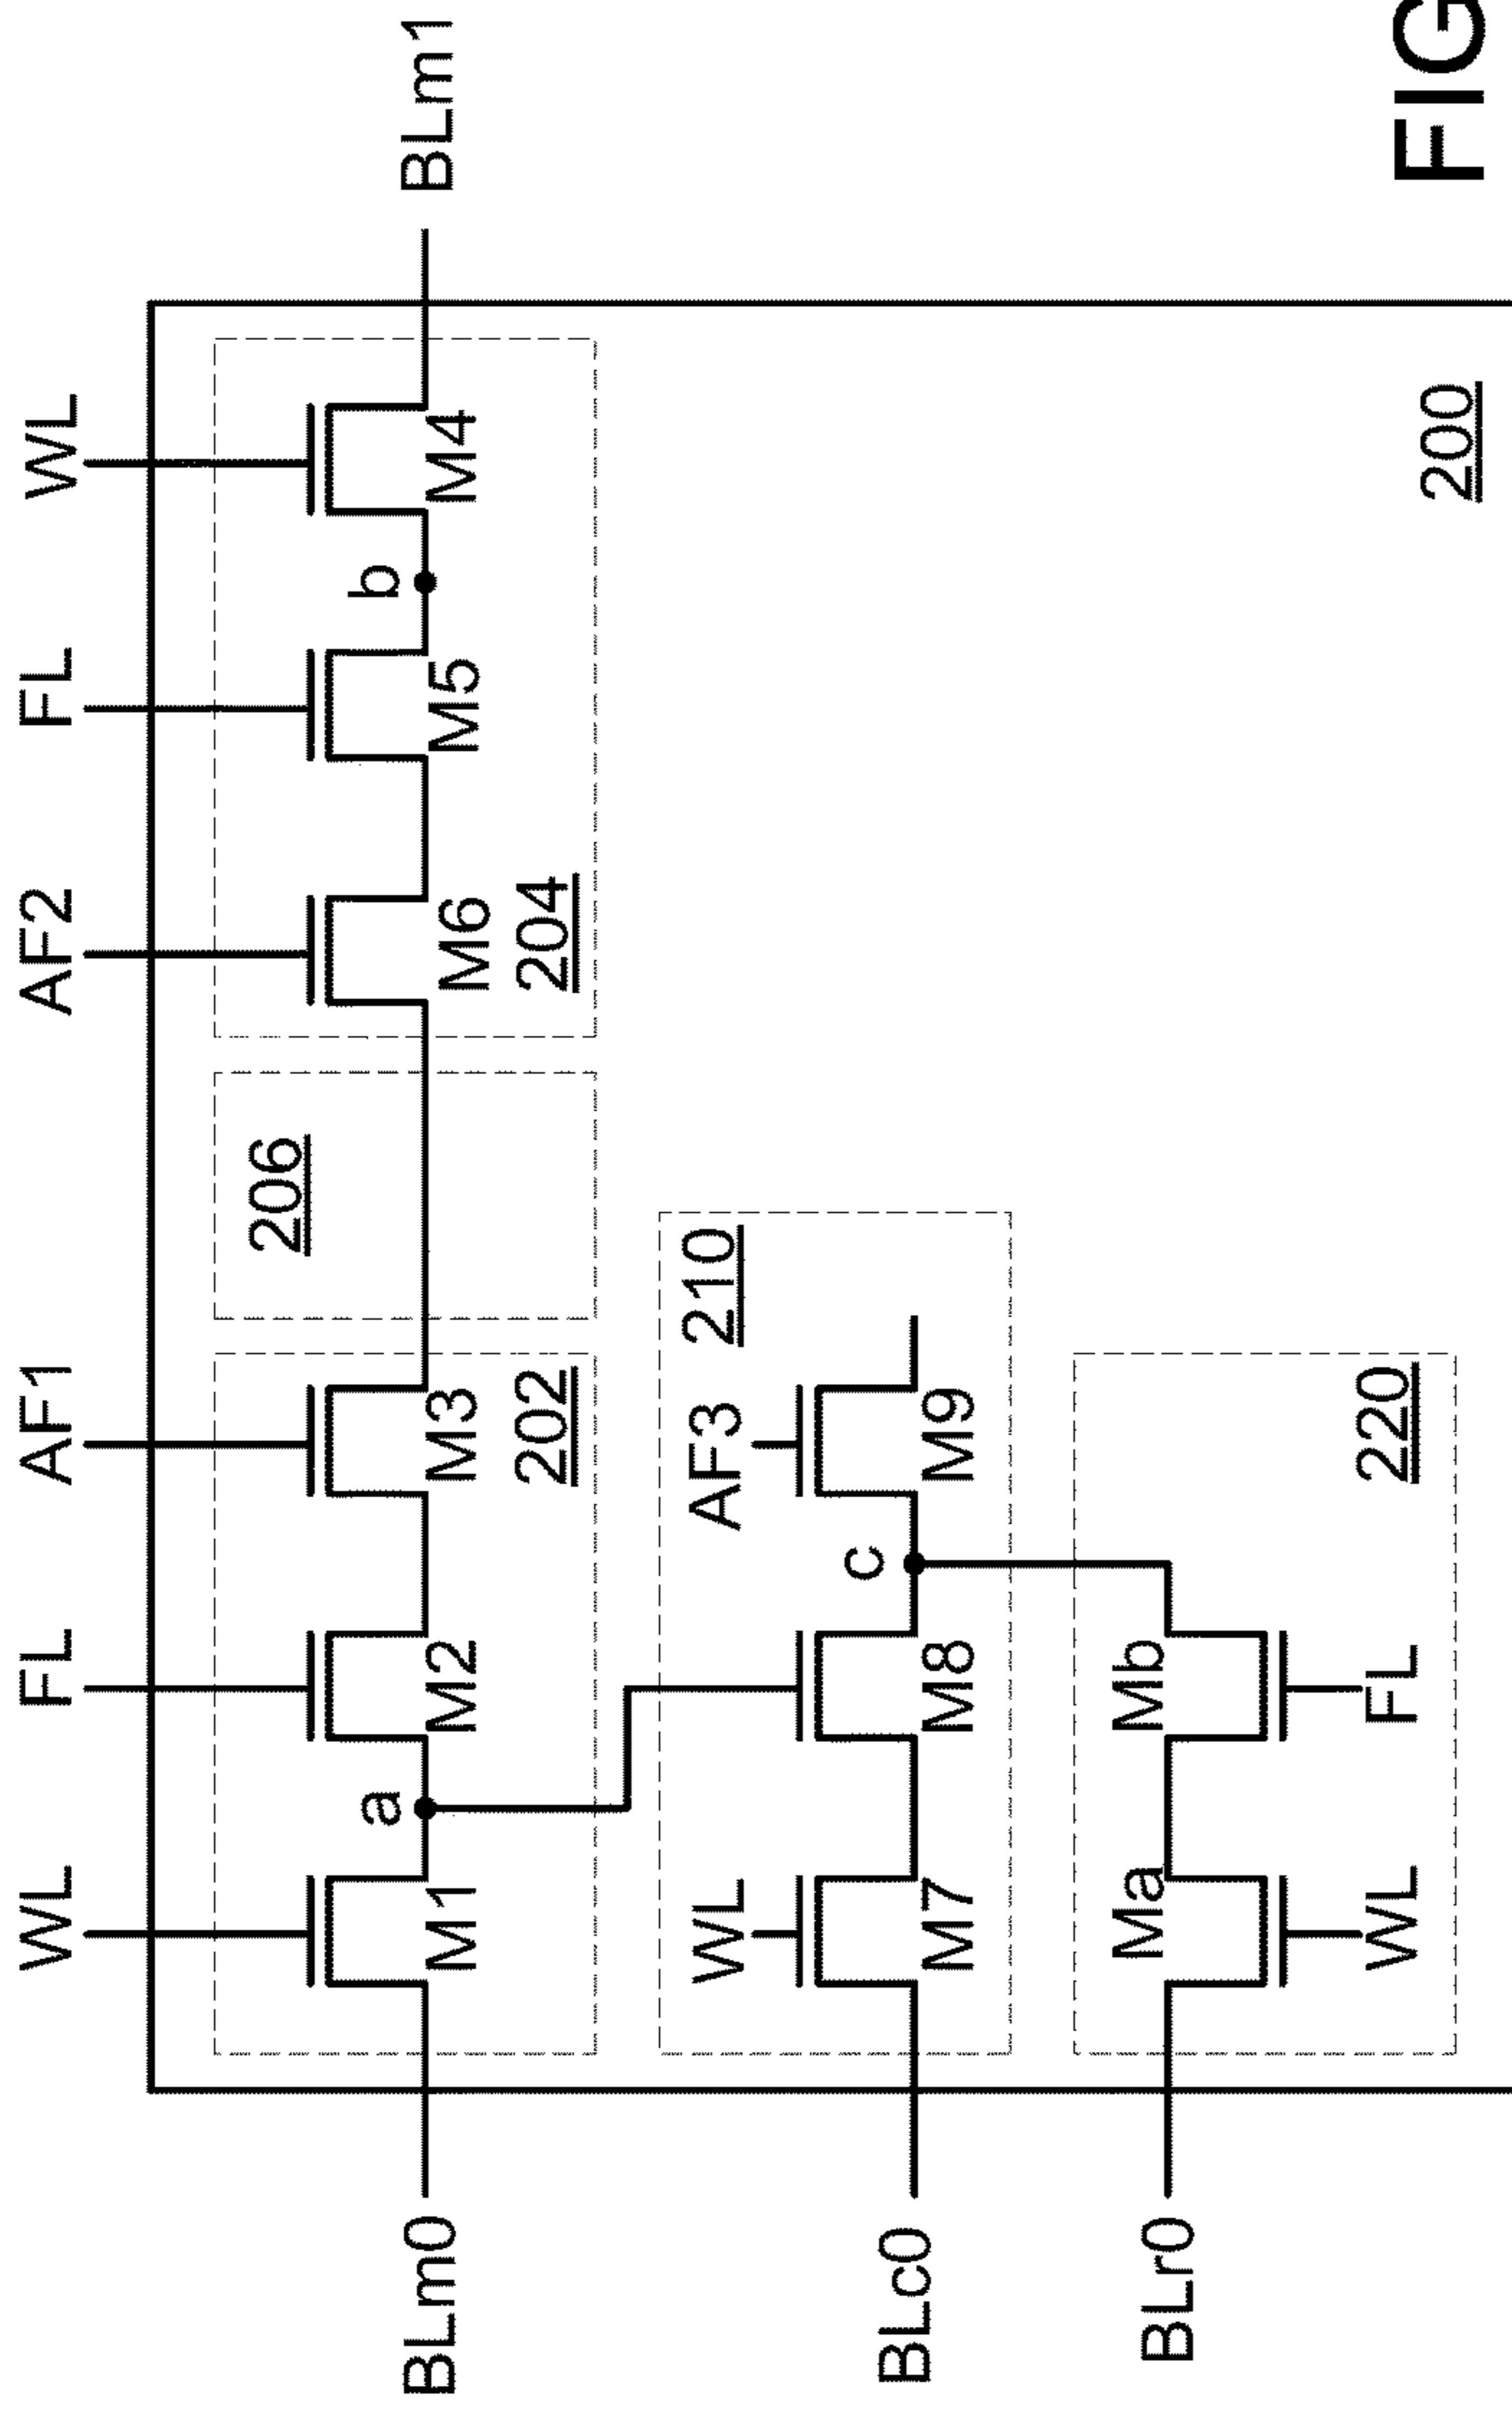 WL FL AF1 AF2 FL WL
206
a b
BLm0 M1 M2 M3 M6 M5 M4 BLm1
202 204
WL AF3 210
c
BLc0 M7 M8 M9
BLr0 Ma Mb
WL FL 220
200
FIG